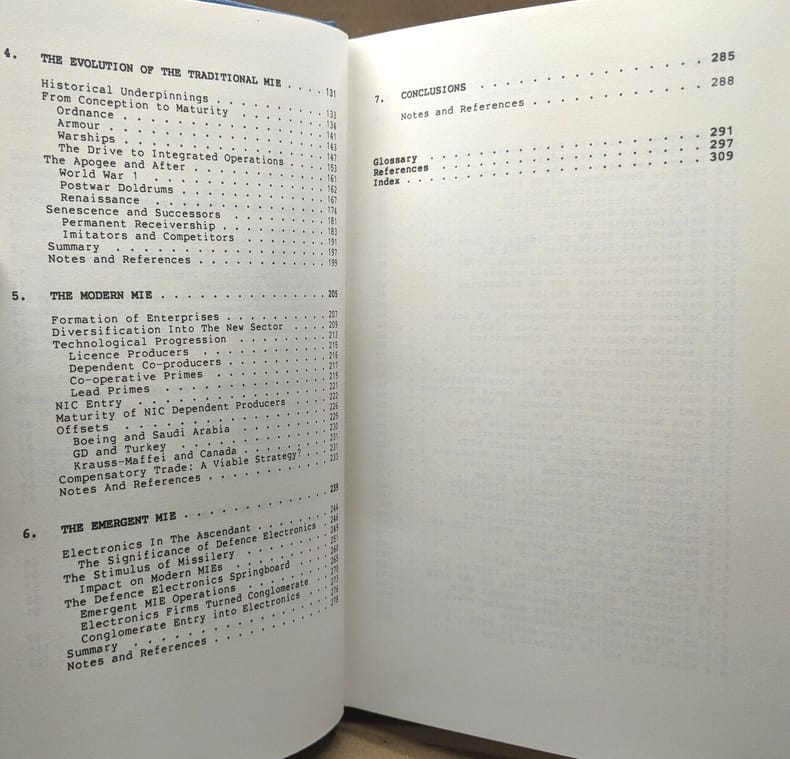 4. THE EVOLUTION OF THE TRADITIONAL MIE . . . . 131
Historical Underpinnings . . . . . . . . . 133
From Conception to Maturity . . . . . . . . 134
Ordnance . . . . . . . . . . . . . . . 141
Armour . . . . . . . . . . . . . . . . 143
Warships . . . . . . . . . . . . . . . 147
The Drive to Integrated Operations . . . . 153
The Apogee and After . . . . . . . . . . . 161
World War 1 . . . . . . . . . . . . . . 162
Postwar Doldrums . . . . . . . . . . . . 167
Renaissance . . . . . . . . . . . . . . 174
Senescence and Successors . . . . . . . . . 181
Permanent Receivership . . . . . . . . . 183
Imitators and Competitors . . . . . . . . 191
Summary . . . . . . . . . . . . . . . . . 197
Notes and References . . . . . . . . . . . 199
5. THE MODERN MIE . . . . . . . . . . . . . . . 205
Formation of Enterprises . . . . . . . . . 207
Diversification Into The New Sector . . . . 209
Technological Progression . . . . . . . . . 213
Licence Producers . . . . . . . . . . . 215
Dependent Co-producers . . . . . . . . . 216
Co-operative Primes . . . . . . . . . . 217
Lead Primes . . . . . . . . . . . . . . 219
NIC Entry . . . . . . . . . . . . . . . . 221
Maturity of NIC Dependent Producers . . . . 222
Offsets . . . . . . . . . . . . . . . . . 226
Boeing and Saudi Arabia . . . . . . . . . 229
GD and Turkey . . . . . . . . . . . . . 230
Krauss-Maffei and Canada . . . . . . . . 231
Compensatory Trade: A Viable Strategy? . . . 231
Notes And References . . . . . . . . . . . 233
6. THE EMERGENT MIE . . . . . . . . . . . . . . 239
Electronics In The Ascendant . . . . . . . 244
The Significance of Defence Electronics . . 246
The Stimulus of Missilery . . . . . . . . . 249
Impact on Modern MIEs . . . . . . . . . . 251
The Defence Electronics Springboard . . . . 260
Emergent MIE Operations . . . . . . . . . 265
Electronics Firms Turned Conglomerate . . . 270
Conglomerate Entry into Electronics . . . . 273
Summary . . . . . . . . . . . . . . . . . 276
Notes and References . . . . . . . . . . . 279
7. CONCLUSIONS . . . . . . . . . . . . . . . . 285
Notes and References . . . . . . . . . . . 288
Glossary . . . . . . . . . . . . . . . . . . . 291
References . . . . . . . . . . . . . . . . . . 297
Index . . . . . . . . . . . . . . . . . . . . 309